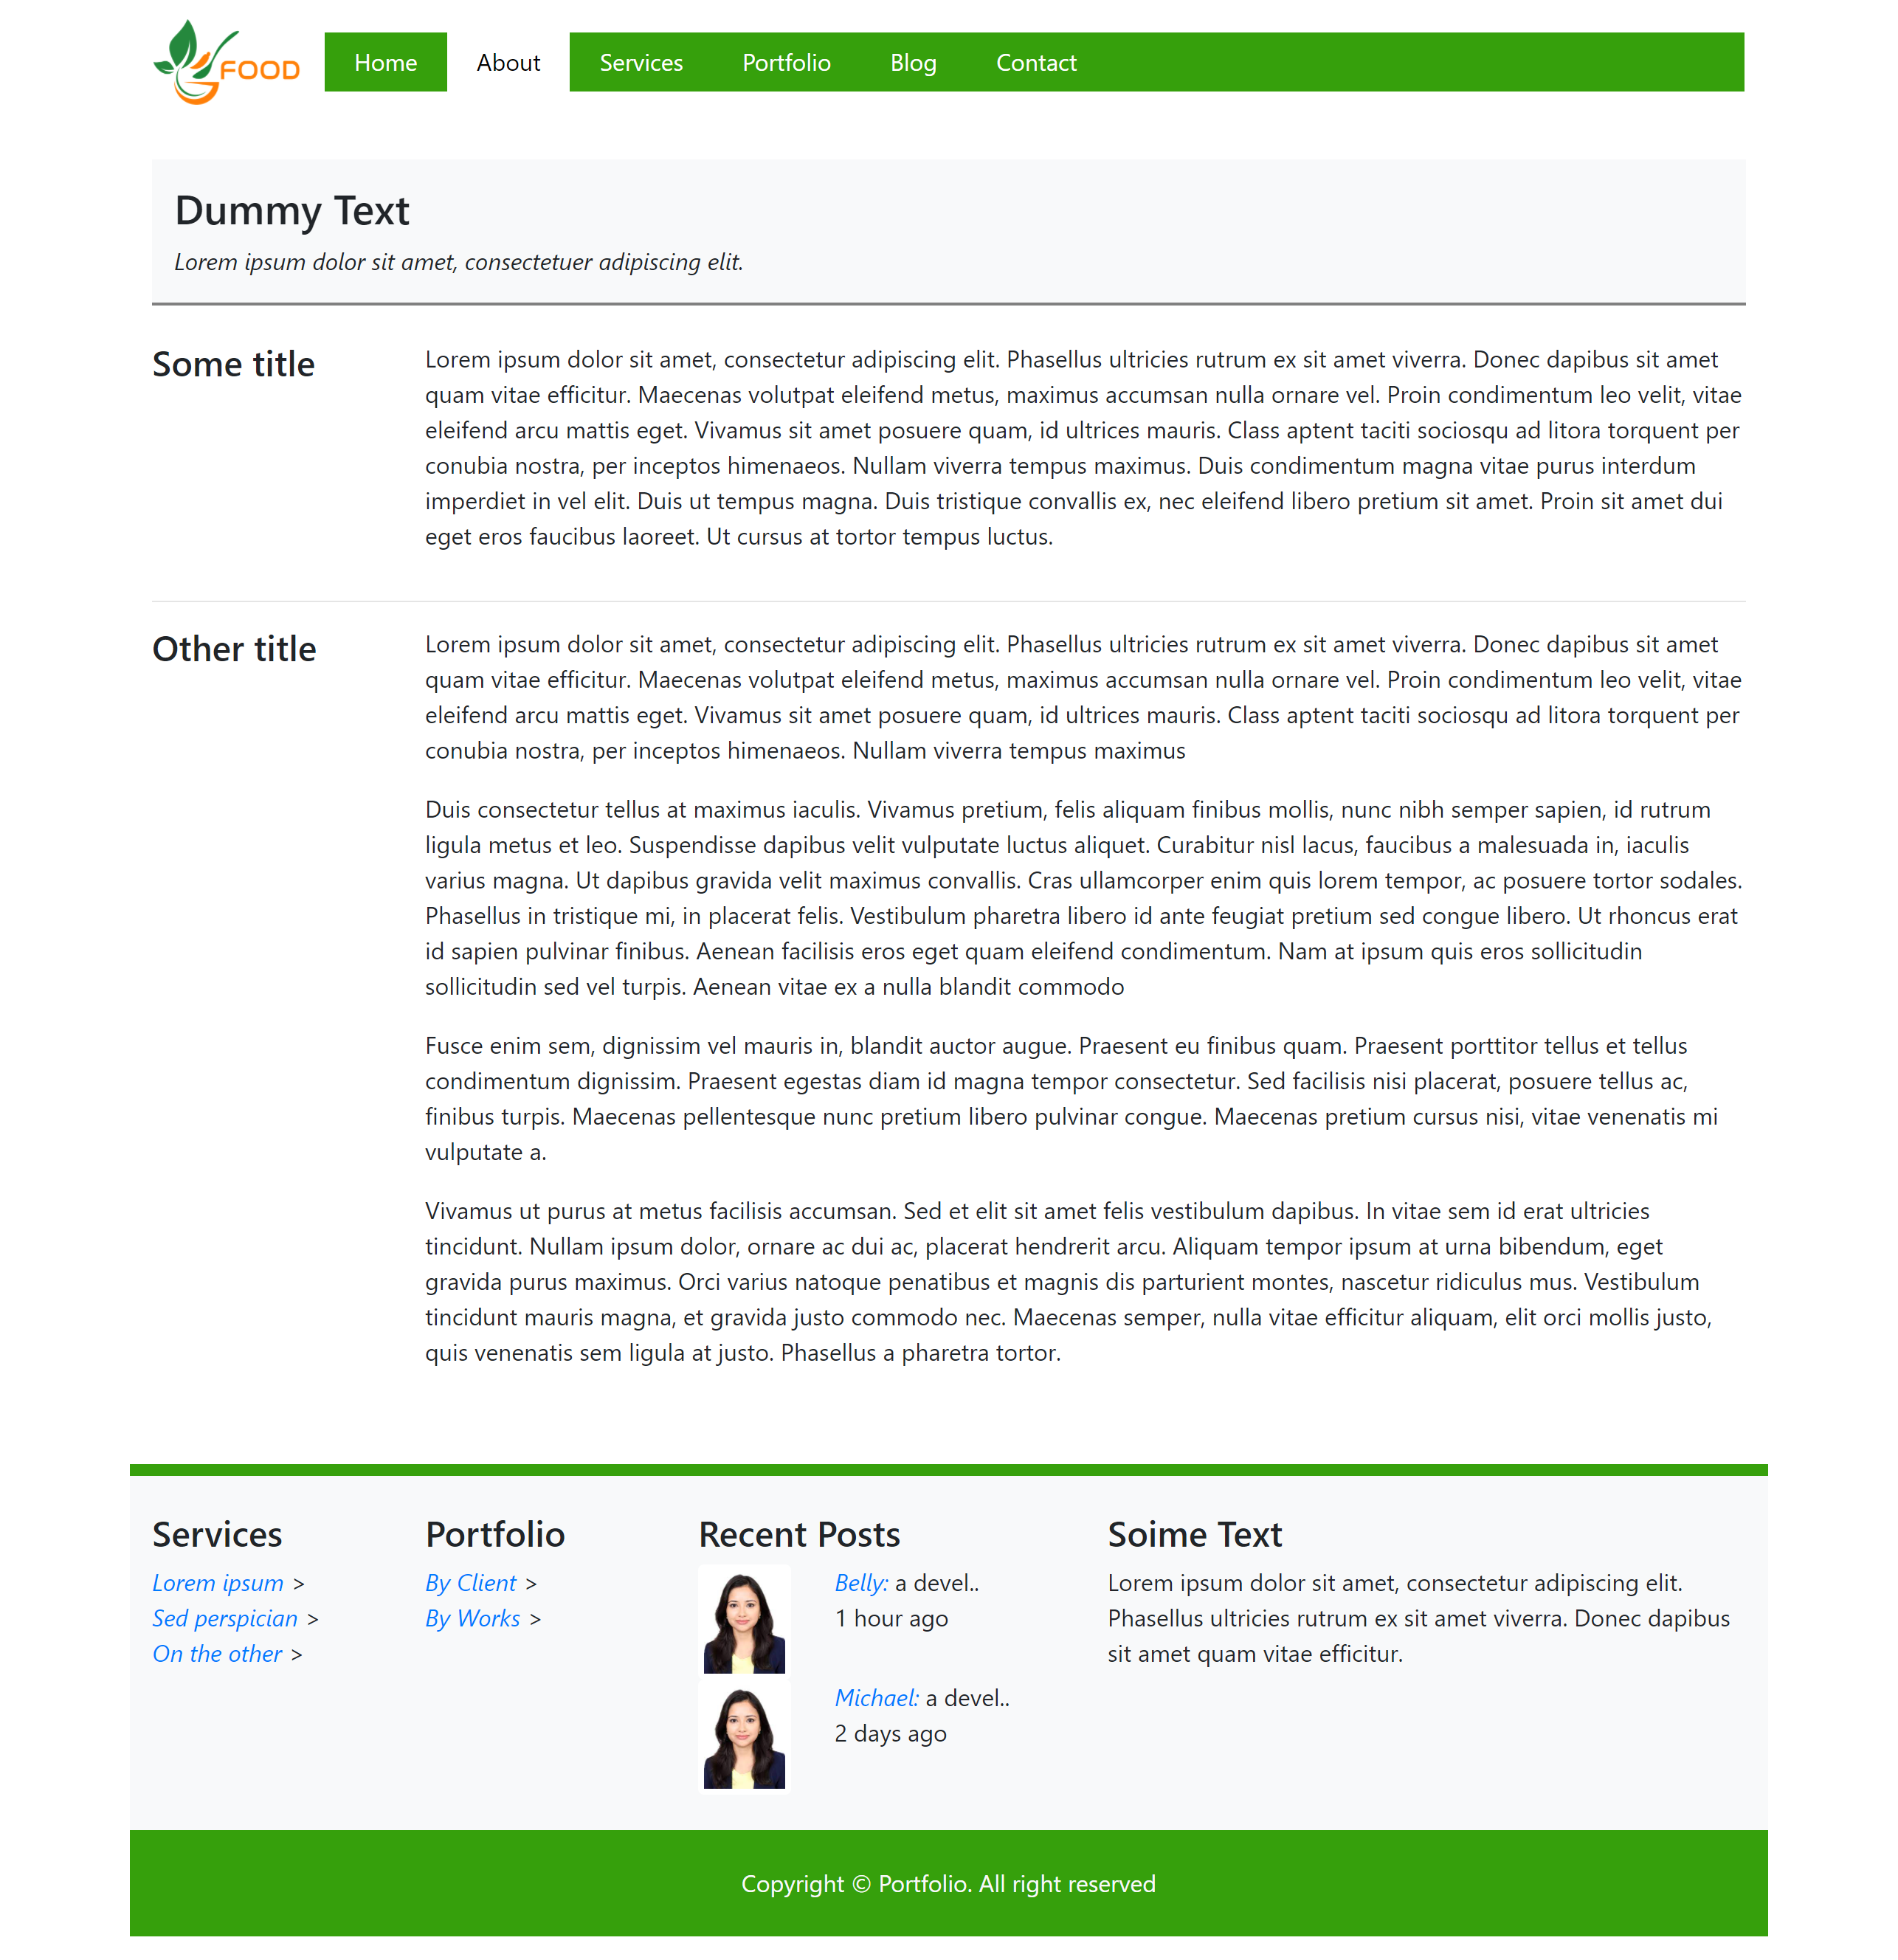 FOOD
Home
About
Services
Portfolio
Blog
Contact
Dummy Text
Lorem ipsum dolor sit amet, consectetuer adipiscing elit.
Some title
Lorem ipsum dolor sit amet, consectetur adipiscing elit. Phasellus ultricies rutrum ex sit amet viverra. Donec dapibus sit amet
quam vitae efficitur. Maecenas volutpat eleifend metus, maximus accumsan nulla ornare vel. Proin condimentum leo velit, vitae
eleifend arcu mattis eget. Vivamus sit amet posuere quam, id ultrices mauris. Class aptent taciti sociosqu ad litora torquent per
conubia nostra, per inceptos himenaeos. Nullam viverra tempus maximus. Duis condimentum magna vitae purus interdum
imperdiet in vel elit. Duis ut tempus magna. Duis tristique convallis ex, nec eleifend libero pretium sit amet. Proin sit amet dui
eget eros faucibus laoreet. Ut cursus at tortor tempus luctus.
Other title
Lorem ipsum dolor sit amet, consectetur adipiscing elit. Phasellus ultricies rutrum ex sit amet viverra. Donec dapibus sit amet
quam vitae efficitur. Maecenas volutpat eleifend metus, maximus accumsan nulla ornare vel. Proin condimentum leo velit, vitae
eleifend arcu mattis eget. Vivamus sit amet posuere quam, id ultrices mauris. Class aptent taciti sociosqu ad litora torquent per
conubia nostra, per inceptos himenaeos. Nullam viverra tempus maximus
Duis consectetur tellus at maximus iaculis. Vivamus pretium, felis aliquam finibus mollis, nunc nibh semper sapien, id rutrum
ligula metus et leo. Suspendisse dapibus velit vulputate luctus aliquet. Curabitur nisl lacus, faucibus a malesuada in, iaculis
varius magna. Ut dapibus gravida velit maximus convallis. Cras ullamcorper enim quis lorem tempor, ac posuere tortor sodales.
Phasellus in tristique mi, in placerat felis. Vestibulum pharetra libero id ante feugiat pretium sed congue libero. Ut rhoncus erat
id sapien pulvinar finibus. Aenean facilisis eros eget quam eleifend condimentum. Nam at ipsum quis eros sollicitudin
sollicitudin sed vel turpis. Aenean vitae ex a nulla blandit commodo
Fusce enim sem, dignissim vel mauris in, blandit auctor augue. Praesent eu finibus quam. Praesent porttitor tellus et tellus
condimentum dignissim. Praesent egestas diam id magna tempor consectetur. Sed facilisis nisi placerat, posuere tellus ac,
finibus turpis. Maecenas pellentesque nunc pretium libero pulvinar congue. Maecenas pretium cursus nisi, vitae venenatis mi
vulputate a.
Vivamus ut purus at metus facilisis accumsan. Sed et elit sit amet felis vestibulum dapibus. In vitae sem id erat ultricies
tincidunt. Nullam ipsum dolor, ornare ac dui ac, placerat hendrerit arcu. Aliquam tempor ipsum at urna bibendum, eget
gravida purus maximus. Orci varius natoque penatibus et magnis dis parturient montes, nascetur ridiculus mus. Vestibulum
tincidunt mauris magna, et gravida justo commodo nec. Maecenas semper, nulla vitae efficitur aliquam, elit orci mollis justo,
quis venenatis sem ligula at justo. Phasellus a pharetra tortor.
Services
Lorem ipsum >
Sed perspician >
On the other >
Portfolio
By Client >
By Works >
Recent Posts
Belly: a devel..
1 hour ago
Michael: a devel..
2 days ago
Soime Text
Lorem ipsum dolor sit amet, consectetur adipiscing elit.
Phasellus ultricies rutrum ex sit amet viverra. Donec dapibus
sit amet quam vitae efficitur.
Copyright © Portfolio. All right reserved